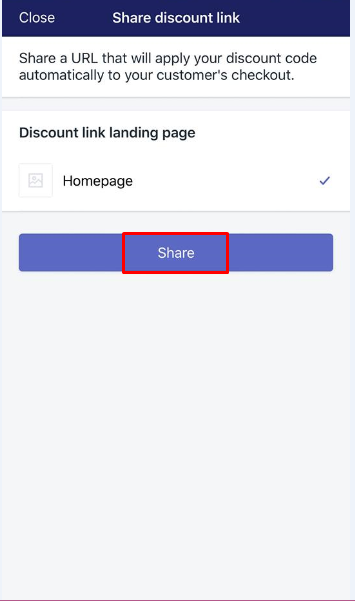 Close Share discount link
Share a URL that will apply your discount code
automatically to your customer's checkout.
Discount link landing page
Homepage
Share